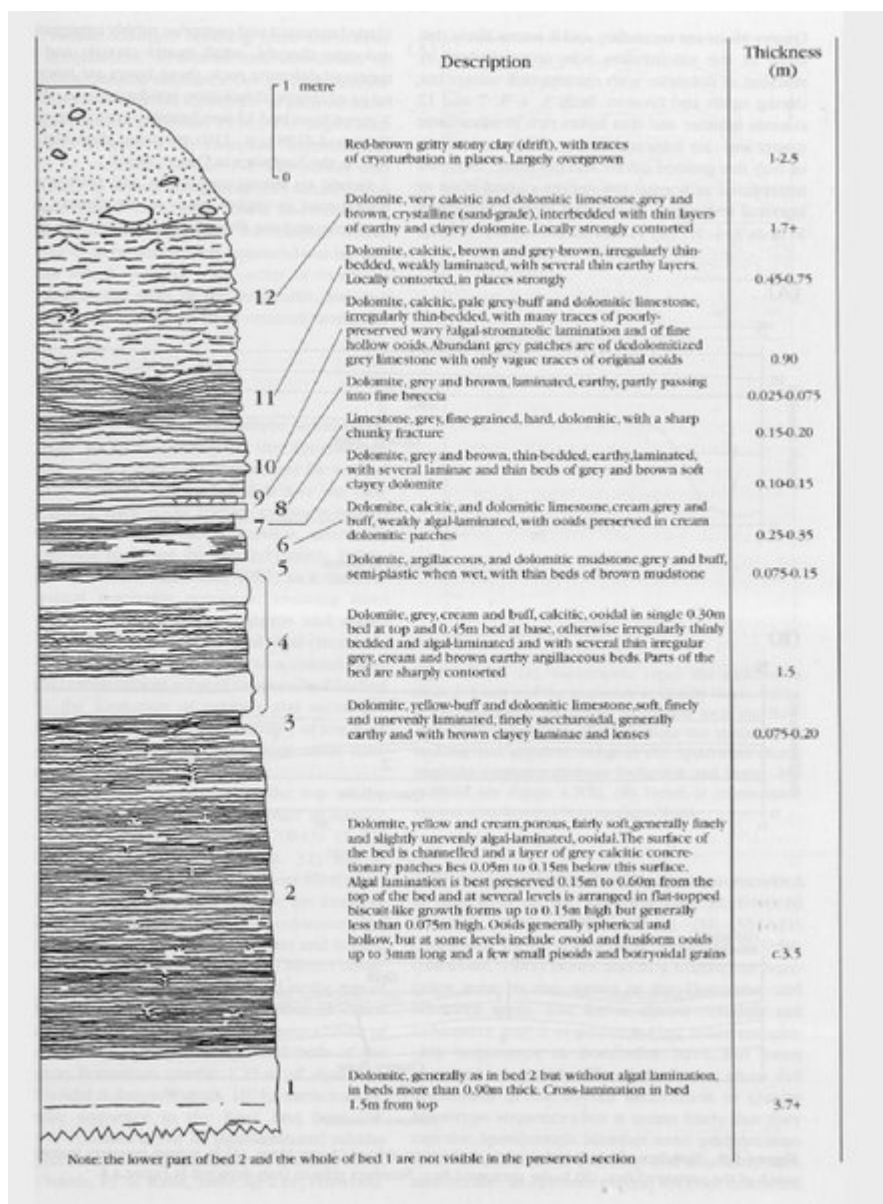 Description
Thickness
(m)
1 metre
0
Red-brown gritty stony clay (drift), with traces
of cryoturbation in places. Largely overgrown
1-2.5
Dolomite, very calcitic and dolomitic limestone,grey and
brown, crystalline (sand-grade), interbedded with thin layers
of earthy and clayey dolomite. Locally strongly contorted
1.7+
12
Dolomite, calcitic, brown and grey-brown, irregularly thin-
bedded, weakly laminated, with several thin earthy layers.
Locally contorted, in places strongly
0.45-0.75
11
Dolomite, calcitic, pale grey-buff and dolomitic limestone,
irregularly thin-bedded, with many traces of poorly-
preserved wavy ?algal-stromatolic lamination and of fine
hollow ooids.Abundant grey patches are of dedolomitized
grey limestone with only vague traces of original ooids
0.90
10
Dolomite, grey and brown, laminated, earthy, partly passing
into fine breccia
0.025-0.075
9
Limestone, grey, fine-grained, hard, dolomitic, with a sharp
chunky fracture
0.15-0.20
8
Dolomite, grey and brown, thin-bedded, earthy,laminated,
with several laminae and thin beds of grey and brown soft
clayey dolomite
0.10-0.15
7
Dolomite, calcitic, and dolomitic limestone,cream,grey and
buff, weakly algal-laminated, with ooids preserved in cream
dolomitic patches
0.25-0.35
6
Dolomite, argillaceous, and dolomitic mudstone,grey and buff,
semi-plastic when wet, with thin beds of brown mudstone
0.075-0.15
5
Dolomite, grey, cream and buff, calcitic, ooidal in single 0.30m
bed at top and 0.45m bed at base, otherwise irregularly thinly
bedded and algal-laminated and with several thin irregular
grey, cream and brown earthy argillaceous beds. Parts of the
bed are sharply contorted
1.5
4
Dolomite, yellow-buff and dolomitic limestone,soft, finely
and unevenly laminated, finely saccharoidal, generally
earthy and with brown clayey laminae and lenses
0.075-0.20
3
Dolomite, yellow and cream,porous, fairly soft,generally finely
and slightly unevenly algal-laminated, ooidal.The surface of
the bed is channelled and a layer of grey calcitic concre-
tionary patches lies 0.05m to 0.15m below this surface.
Algal lamination is best preserved 0.15m to 0.60m from the
top of the bed and at several levels is arranged in flat-topped
biscuit-like growth forms up to 0.15m high but generally
less than 0.075m high. Ooids generally spherical and
hollow, but at some levels include ovoid and fusiform ooids
up to 3mm long and a few small pisoids and botryoidal grains
c.3.5
2
Dolomite, generally as in bed 2 but without algal lamination,
in beds more than 0.90m thick. Cross-lamination in bed
1.5m from top
3.7+
1
Note: the lower part of bed 2 and the whole of bed 1 are not visible in the preserved section